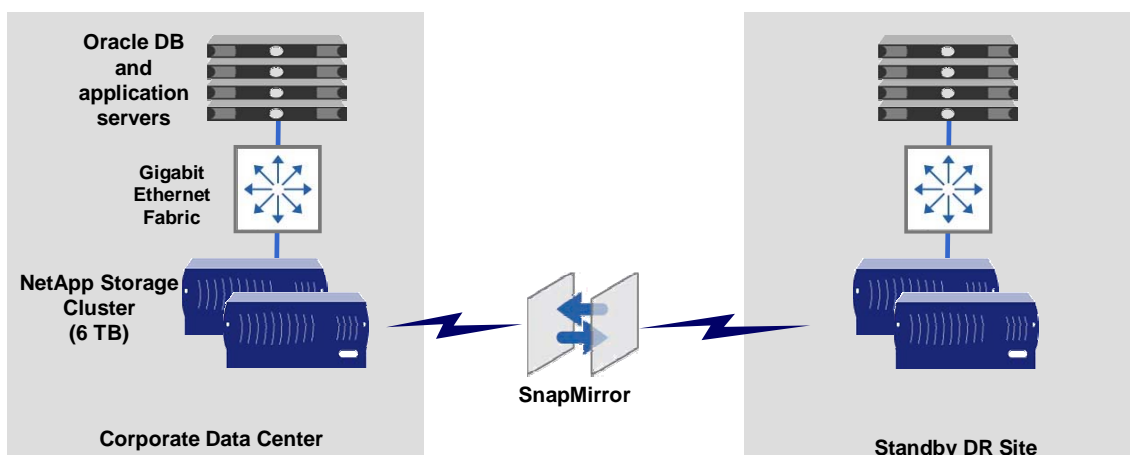 Oracle DB
and
application
servers
Gigabit
Ethernet
Fabric
NetApp Storage
Cluster
(6 TB)
SnapMirror
Corporate Data Center
Standby DR Site